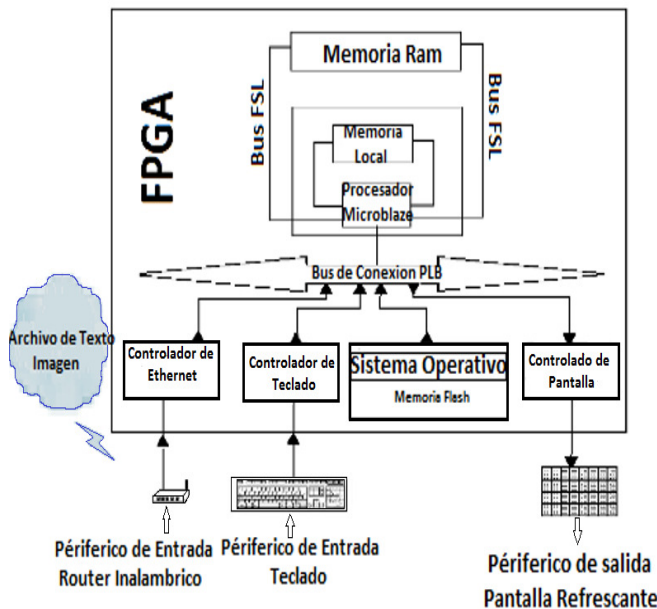 Memoria Ram
Bus FSL
Bus FSL
FPGA
Memoria
Local
Procesador
Microblaze
Bus de Conexion PLB
Archivo de Texto
Imagen
Controlador de
Ethernet
Controlador de
Teclado
Sistema Operativo
Memoria Flash
Controlado de
Pantalla
Périferico de Entrada
Router Inalambrico
Périferico de Entrada
Teclado
Périferico de salida
Pantalla Refrescante